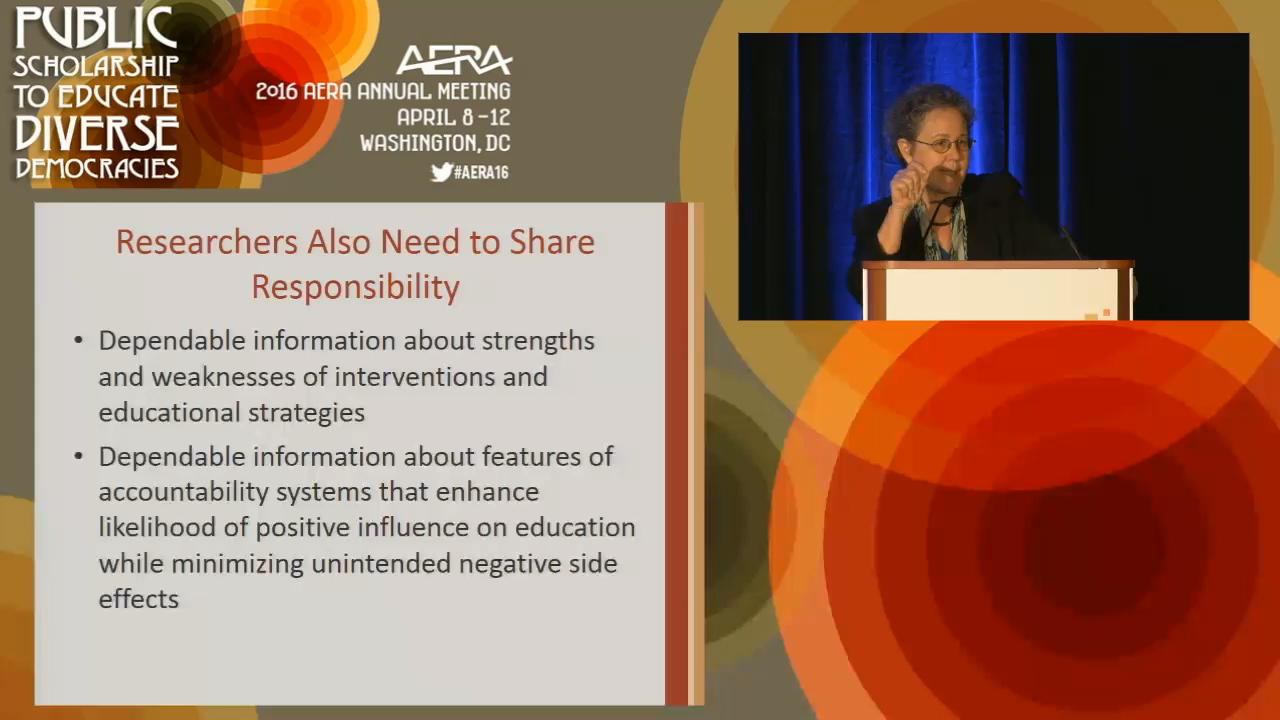 PUBLIC
SCHOLARSHIP
TO EDUCATE
DIVERSE
DEMOCRACIES
AERA
2016 AERA ANNUAL MEETING
APRIL 8-12
WASHINGTON, DC
#AERA16
Researchers Also Need to Share
Responsibility
• Dependable information about strengths
and weaknesses of interventions and
educational strategies
• Dependable information about features of
accountability systems that enhance
likelihood of positive influence on education
while minimizing unintended negative side
effects